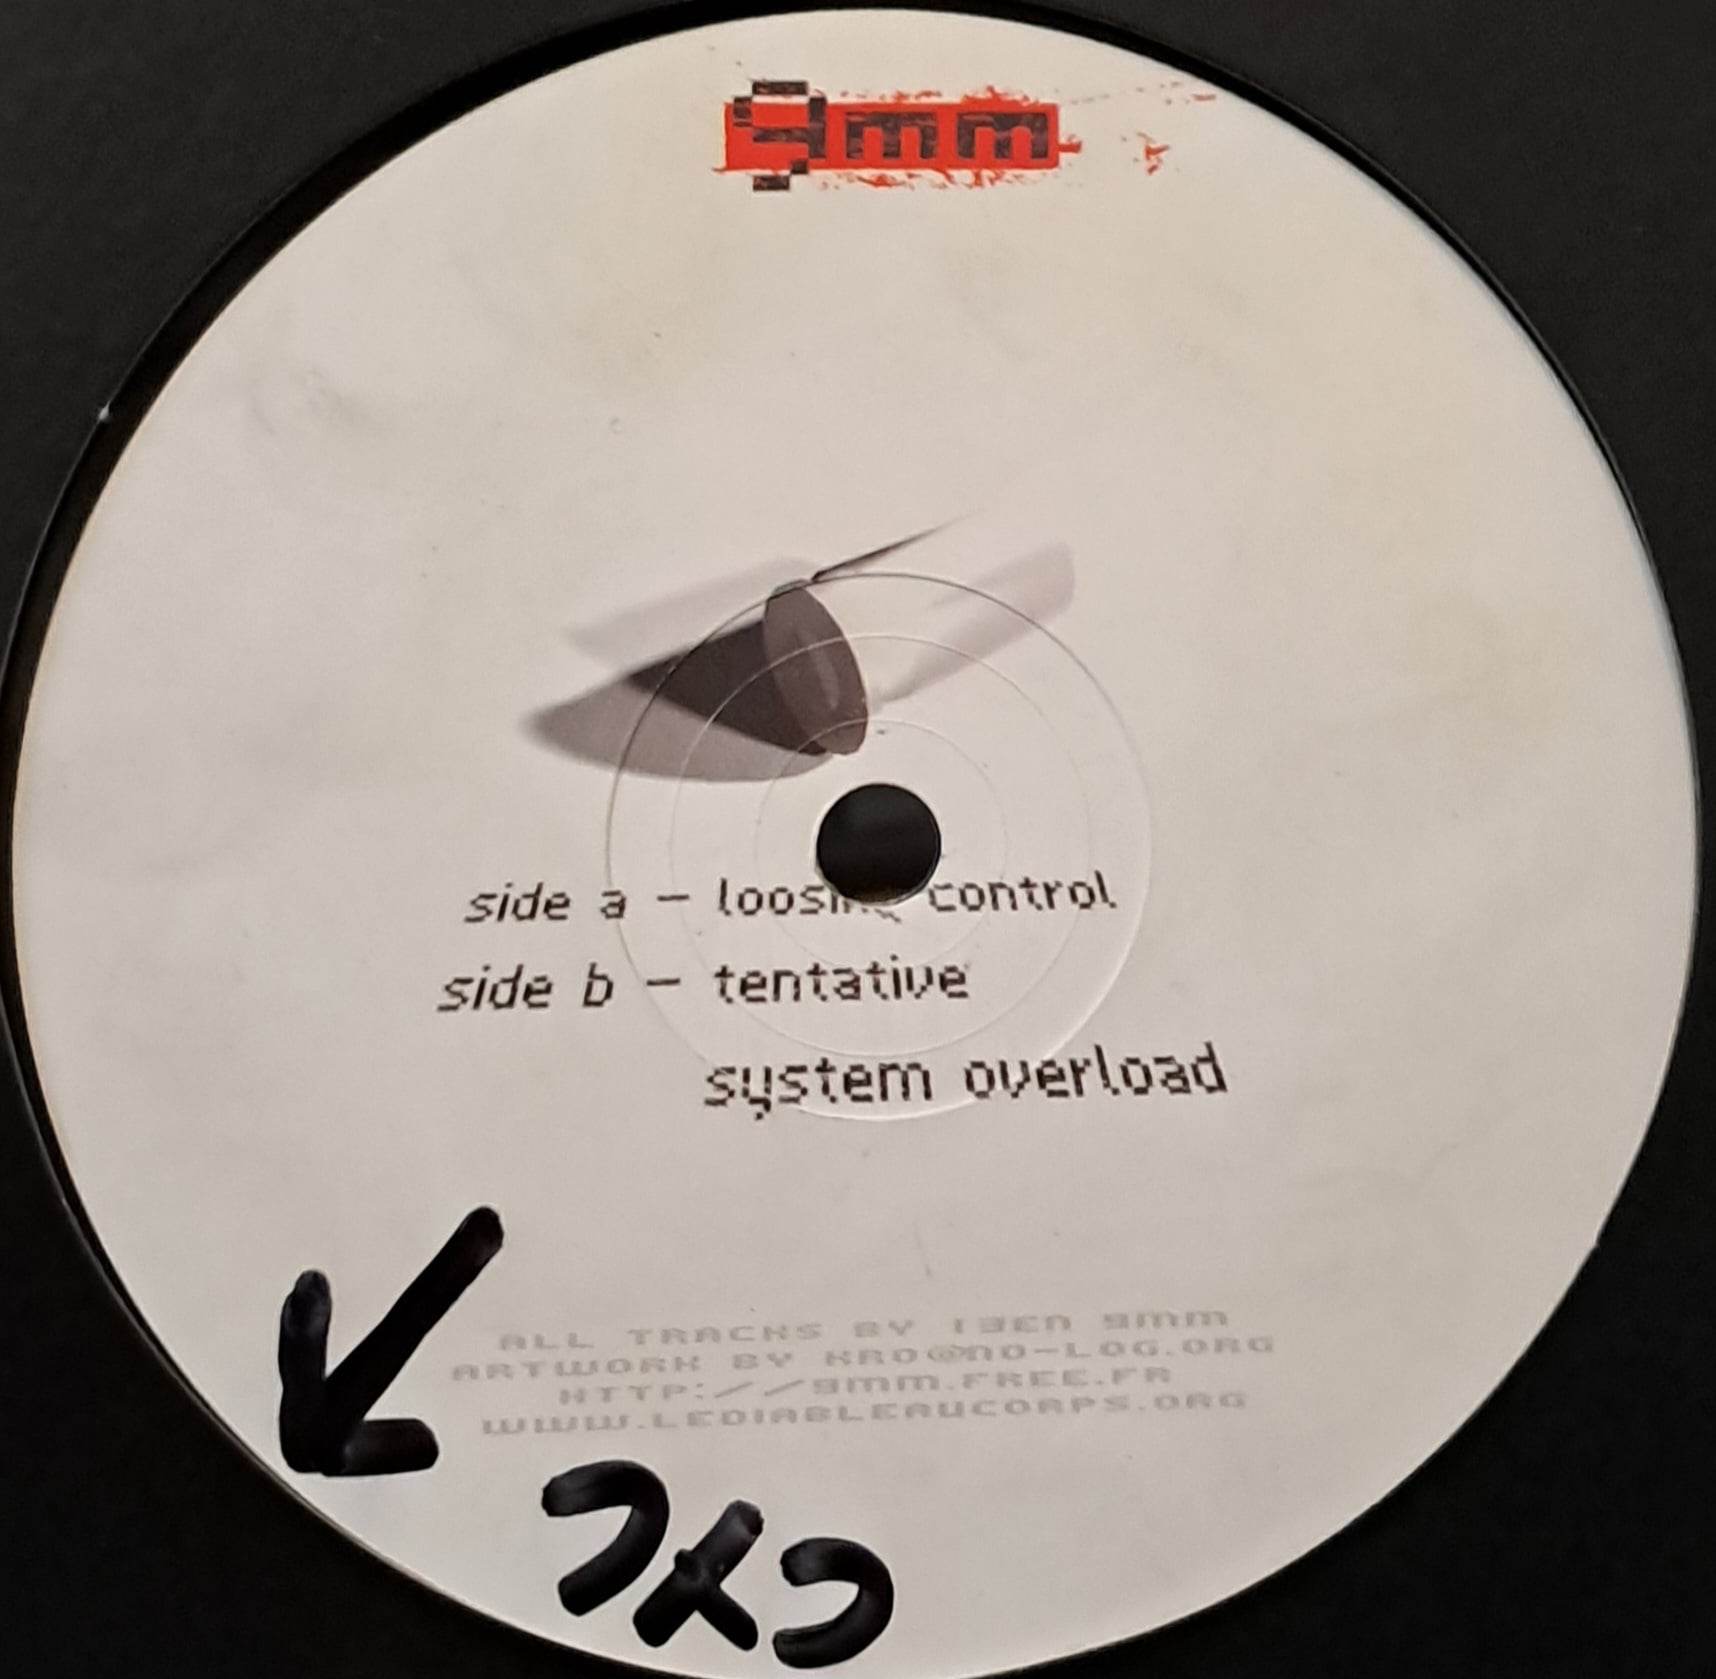 9mm
side a - loosing control
side b - tentative
system overload
ALL TRACKS BY I3EN 9mm
ARTWORK BY KRO@NO-LOG.ORG
HTTP://9mm.FREE.FR
WWW.LEDIABLEAUCORPS.ORG